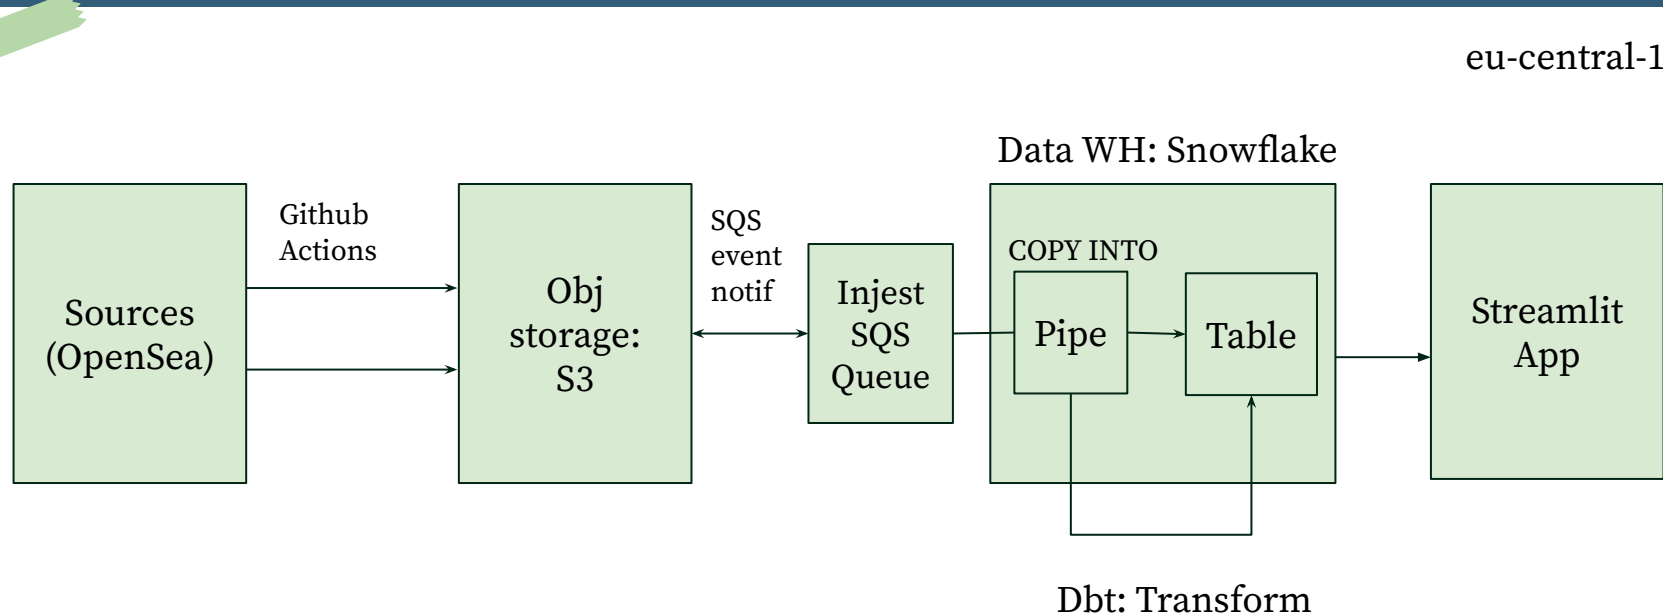 eu-central-1
Data WH: Snowflake
Sources
(OpenSea)
Github
Actions
Obj
storage:
S3
SQS
event
notif
Injest
SQS
Queue
COPY INTO
Pipe
Table
Streamlit
App
Dbt: Transform